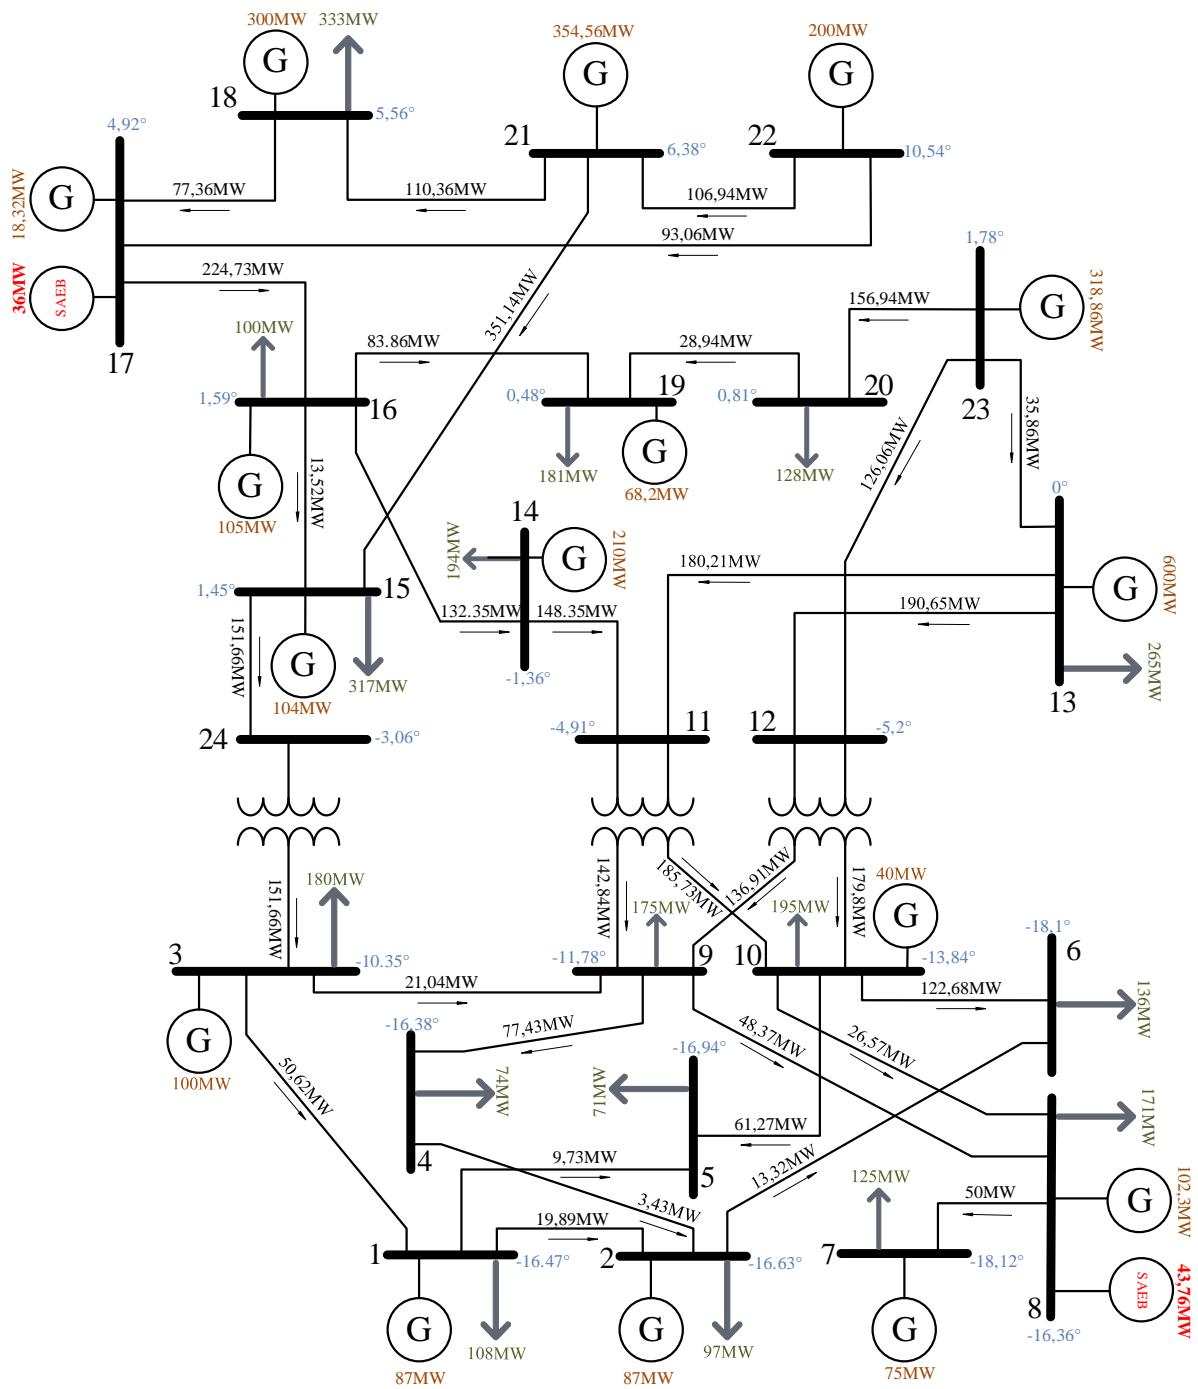 300MW
333MW
354,56MW
200MW
G
G
G
18
5,56°
21
6,38°
22
10,54°
4,92°
18,32MW
G
77,36MW
110,36MW
106,94MW
93,06MW
1,78°
36MW
SAEB
224,73MW
351,14MW
156,94MW
G
318,86MW
17
100MW
83.86MW
28,94MW
23
1,59°
16
0,48°
19
0,81°
20
126,06MW
35,86MW
G
105MW
13,52MW
181MW
G
68,2MW
128MW
0°
14
194MW
G
210MW
180,21MW
G
600MW
1,45°
15
132.35MW
148.35MW
190,65MW
151,66MW
G
104MW
317MW
-1,36°
265MW
13
24
-3,06°
-4,91°
11
12
-5,2°
151,66MW
180MW
142,84MW
175MW
185,73MW
136,91MW
195MW
179,8MW
40MW
G
-18,1°
6
3
-10.35°
-11,78°
9
10
-13,84°
21,04MW
122,68MW
136MW
G
100MW
50,62MW
-16,38°
77,43MW
48,37MW
26,57MW
-16,94°
74MW
71MW
171MW
4
9,73MW
5
61,27MW
13,32MW
125MW
50MW
G
102,3MW
3,43MW
19,89MW
1
-16.47°
2
-16.63°
7
-18,12°
8
SAEB
43,76MW
-16,36°
G
87MW
108MW
G
87MW
97MW
G
75MW